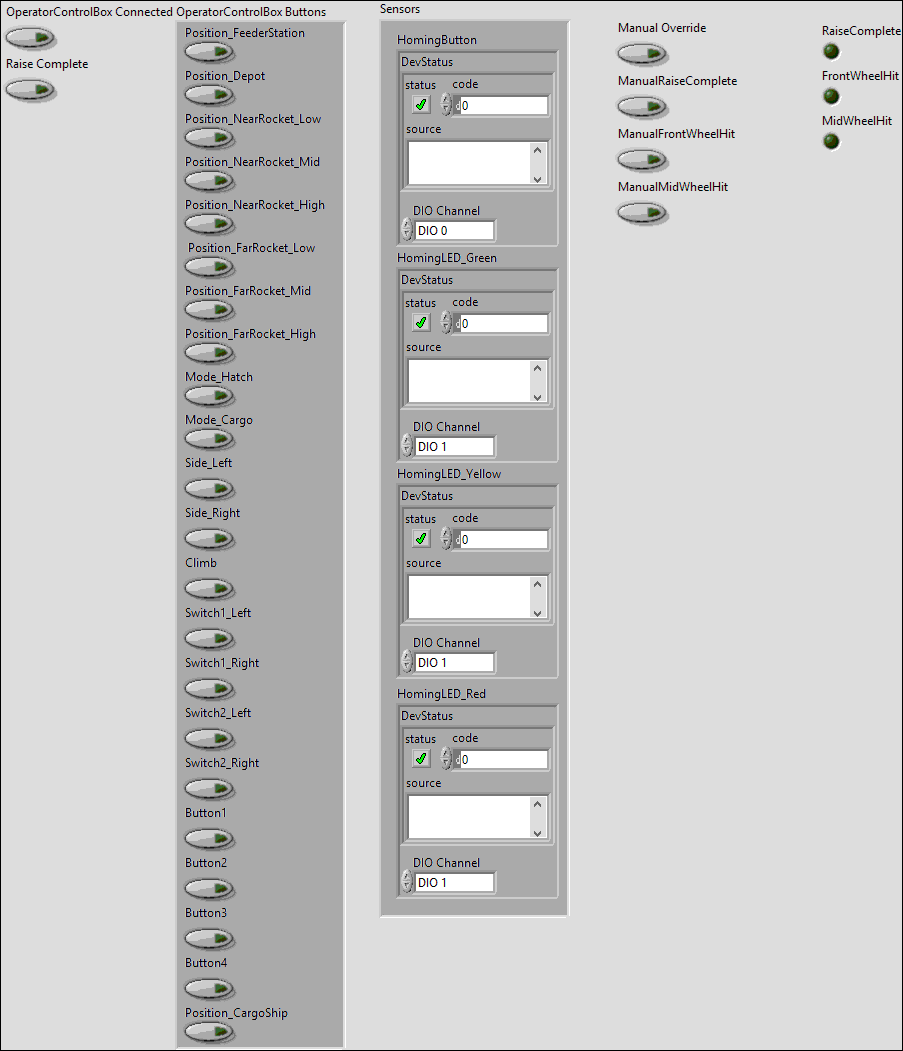 OperatorControlBox Connected
Raise Complete
OperatorControlBox Buttons
Position_FeederStation
Position_Depot
Position_NearRocket_Low
Position_NearRocket_Mid
Position_NearRocket_High
Position_FarRocket_Low
Position_FarRocket_Mid
Position_FarRocket_High
Mode_Hatch
Mode_Cargo
Side_Left
Side_Right
Climb
Switch1_Left
Switch1_Right
Switch2_Left
Switch2_Right
Button1
Button2
Button3
Button4
Position_CargoShip
Sensors
HomingButton
DevStatus
status code
d 0
source
DIO Channel
DIO 0
HomingLED_Green
DevStatus
status code
d 0
source
DIO Channel
DIO 1
HomingLED_Yellow
DevStatus
status code
d 0
source
DIO Channel
DIO 1
HomingLED_Red
DevStatus
status code
d 0
source
DIO Channel
DIO 1
Manual Override
ManualRaiseComplete
ManualFrontWheelHit
ManualMidWheelHit
RaiseComplete
FrontWheelHit
MidWheelHit